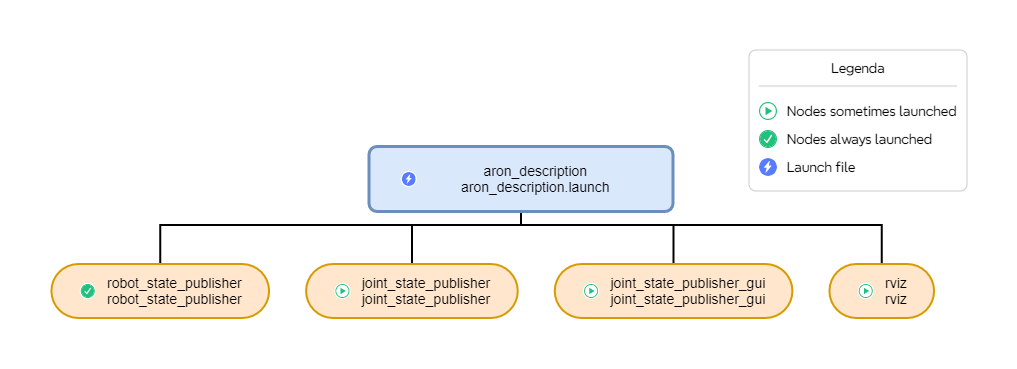 Legenda
Nodes sometimes launched
Nodes always launched
Launch file
aron_description
aron_description.launch
robot_state_publisher
robot_state_publisher
joint_state_publisher
joint_state_publisher
joint_state_publisher_gui
joint_state_publisher_gui
rviz
rviz